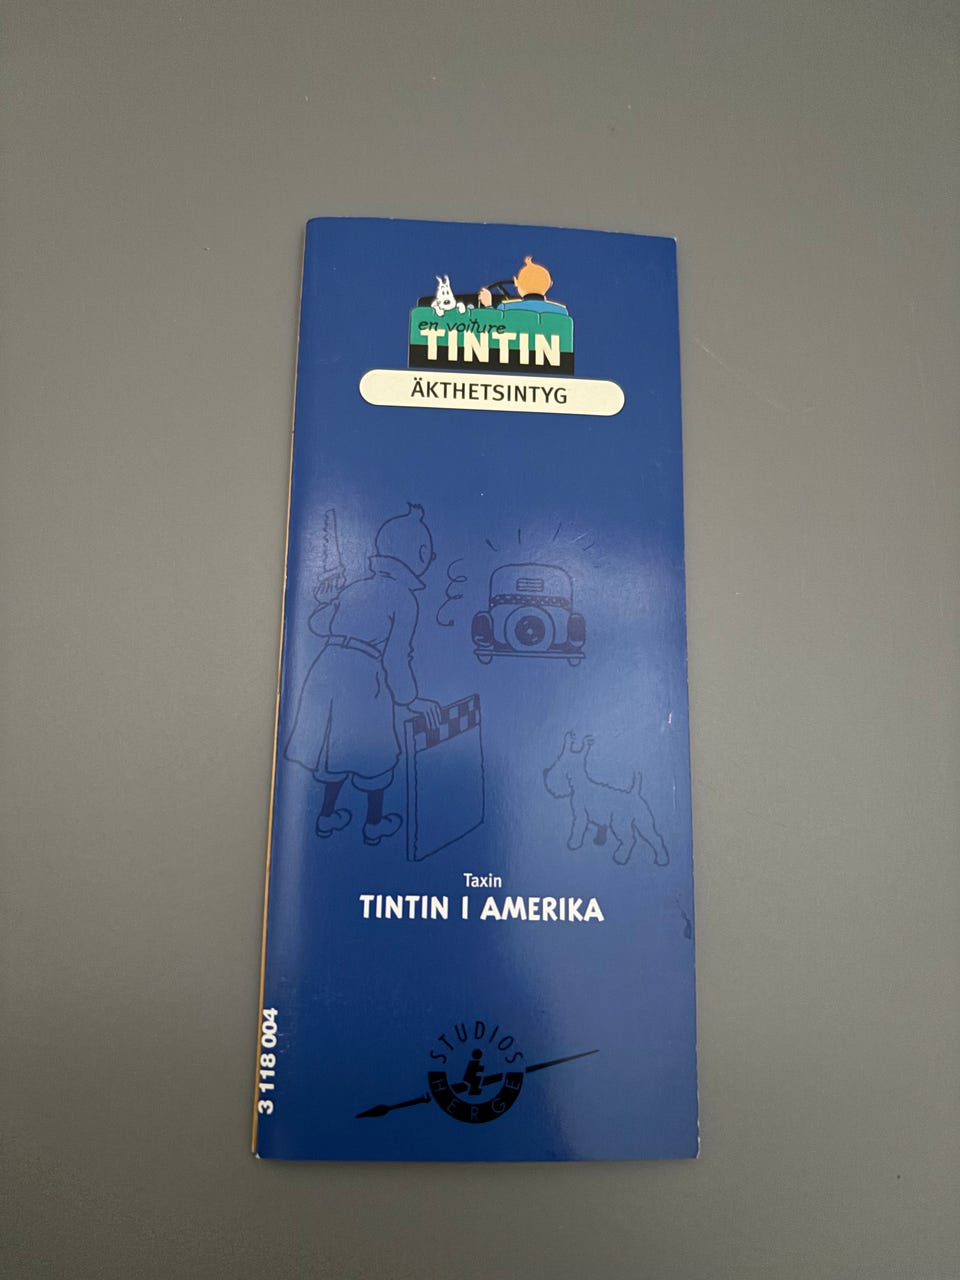 en voiture
TINTIN
ÄKTHETSINTYG
Taxin
TINTIN I AMERIKA
3 118 004
STUDIOS
HERGE